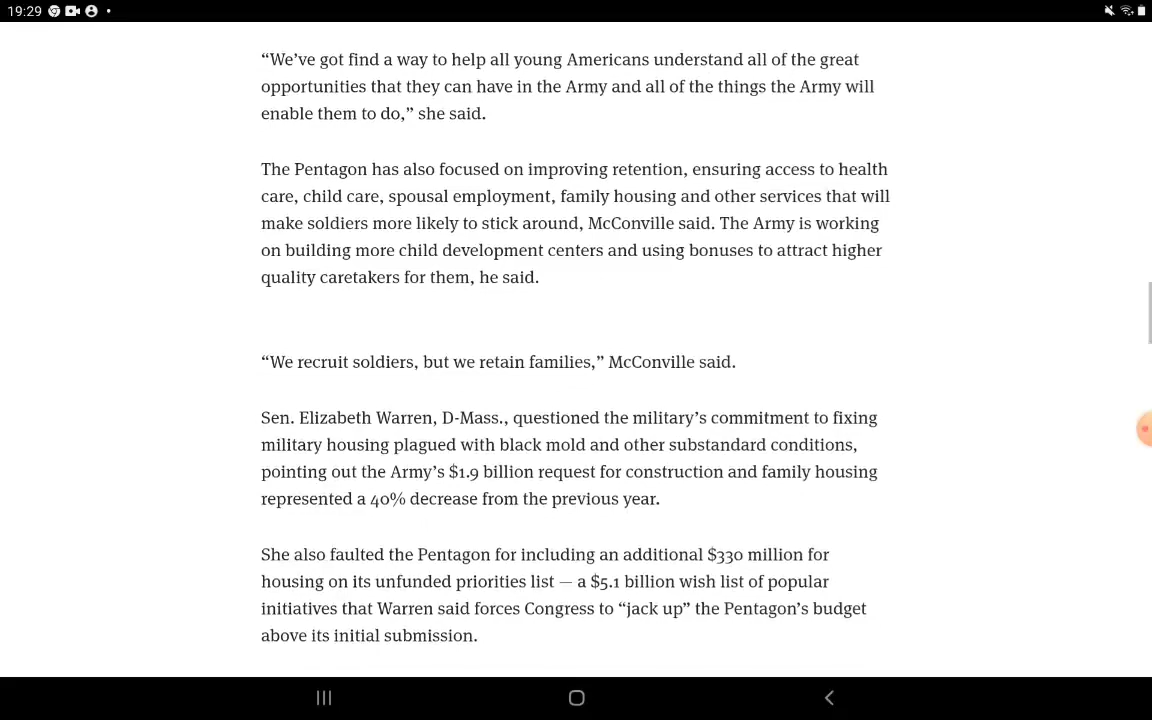 19:29
“We’ve got find a way to help all young Americans understand all of the great
opportunities that they can have in the Army and all of the things the Army will
enable them to do,” she said.
The Pentagon has also focused on improving retention, ensuring access to health
care, child care, spousal employment, family housing and other services that will
make soldiers more likely to stick around, McConville said. The Army is working
on building more child development centers and using bonuses to attract higher
quality caretakers for them, he said.
“We recruit soldiers, but we retain families,” McConville said.
Sen. Elizabeth Warren, D-Mass., questioned the military’s commitment to fixing
military housing plagued with black mold and other substandard conditions,
pointing out the Army’s $1.9 billion request for construction and family housing
represented a 40% decrease from the previous year.
She also faulted the Pentagon for including an additional $330 million for
housing on its unfunded priorities list — a $5.1 billion wish list of popular
initiatives that Warren said forces Congress to “jack up” the Pentagon’s budget
above its initial submission.